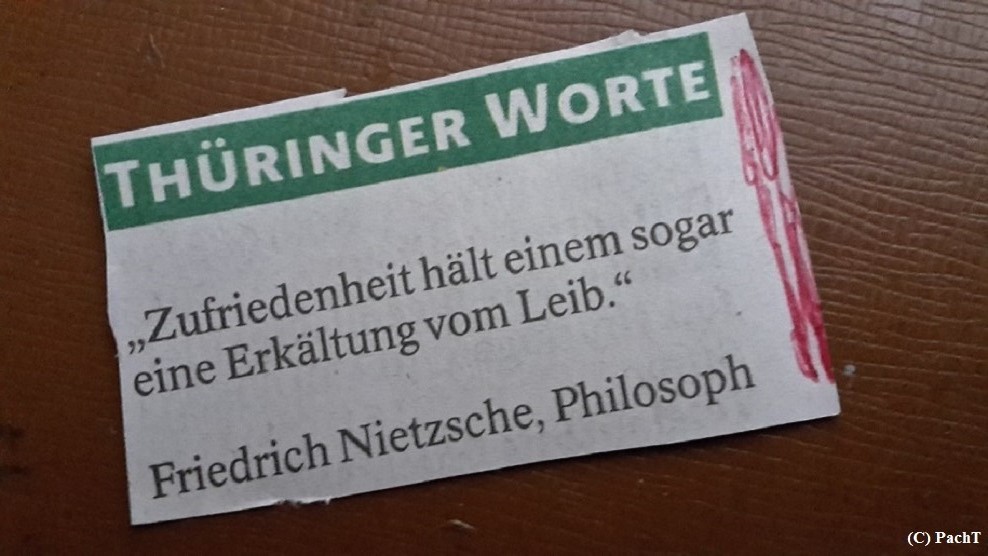 THÜRINGER WORTE
„Zufriedenheit hält einem sogar
eine Erkältung vom Leib.“
Friedrich Nietzsche, Philosoph
(C) PachT